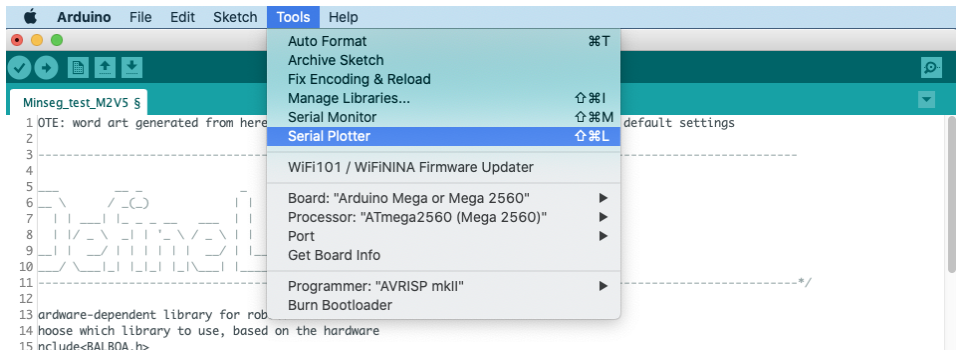 Arduino File Edit Sketch Tools Help
Auto Format ⌘T
Archive Sketch
Fix Encoding & Reload
Manage Libraries... ⇧⌘I
Serial Monitor ⇧⌘M
Serial Plotter ⇧⌘L
WiFi101 / WiFiNINA Firmware Updater
Board: "Arduino Mega or Mega 2560"
Processor: "ATmega2560 (Mega 2560)"
Port
Get Board Info
Programmer: "AVRISP mkII"
Burn Bootloader
Minseg_test_M2V5 §
1 OTE: word art generated from here default settings
2
3 ------------------------------------------------
4
5
6
7
8
9
10
11 ------------------------------------------------*/
12
13 ardware-dependent library for rob
14 hoose which library to use, based on the hardware
15 nclude<BALBOA.h>